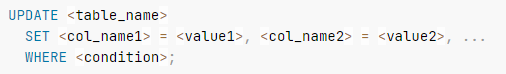 UPDATE <table_name>
SET <col_name1> = <value1>, <col_name2> = <value2>, ...
WHERE <condition>;